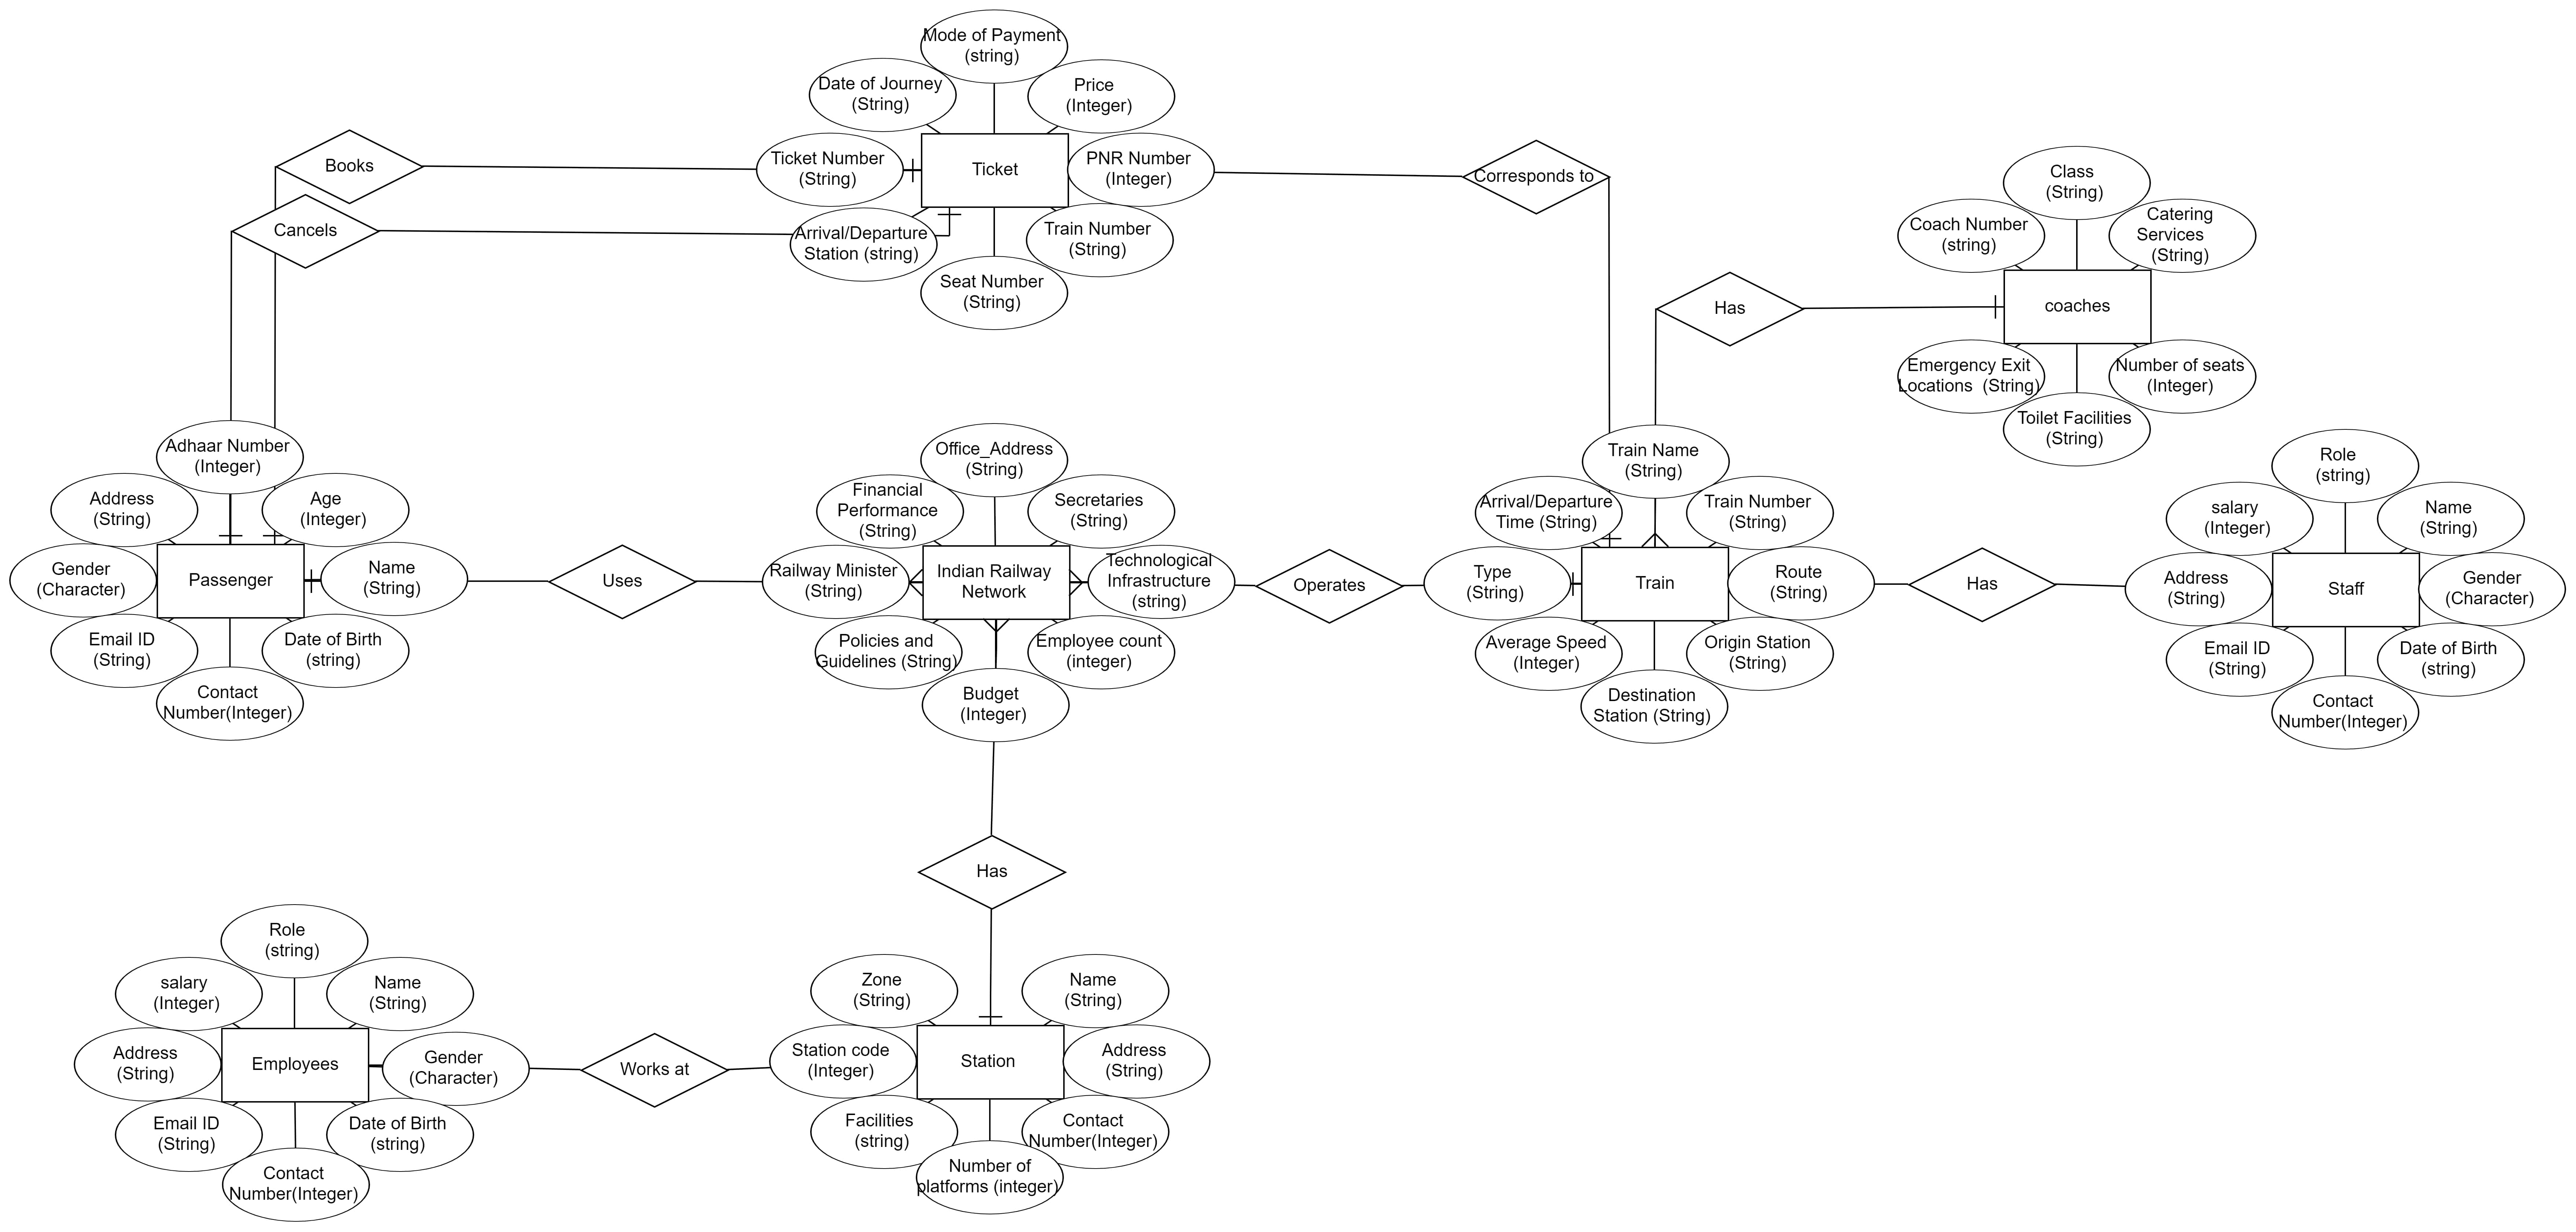 Mode of Payment
(string)
Date of Journey
(String)
Price
(Integer)
Ticket Number
(String)
Ticket
PNR Number
(Integer)
Arrival/Departure
Station (string)
Train Number
(String)
Seat Number
(String)
Books
Cancels
Corresponds to
Class
(String)
Coach Number
(string)
Catering
Services
(String)
coaches
Emergency Exit
Locations (String)
Number of seats
(Integer)
Toilet Facilities
(String)
Has
Adhaar Number
(Integer)
Address
(String)
Age
(Integer)
Gender
(Character)
Passenger
Name
(String)
Email ID
(String)
Date of Birth
(string)
Contact
Number(Integer)
Uses
Office_Address
(String)
Financial
Performance
(String)
Secretaries
(String)
Railway Minister
(String)
Indian Railway
Network
Technological
Infrastructure
(string)
Policies and
Guidelines (String)
Employee count
(integer)
Budget
(Integer)
Operates
Train Name
(String)
Arrival/Departure
Time (String)
Train Number
(String)
Type
(String)
Train
Route
(String)
Average Speed
(Integer)
Origin Station
(String)
Destination
Station (String)
Has
Role
(string)
salary
(Integer)
Name
(String)
Address
(String)
Staff
Gender
(Character)
Email ID
(String)
Date of Birth
(string)
Contact
Number(Integer)
Has
Role
(string)
salary
(Integer)
Name
(String)
Address
(String)
Employees
Gender
(Character)
Email ID
(String)
Date of Birth
(string)
Contact
Number(Integer)
Works at
Zone
(String)
Name
(String)
Station code
(Integer)
Station
Address
(String)
Facilities
(string)
Contact
Number(Integer)
Number of
platforms (integer)